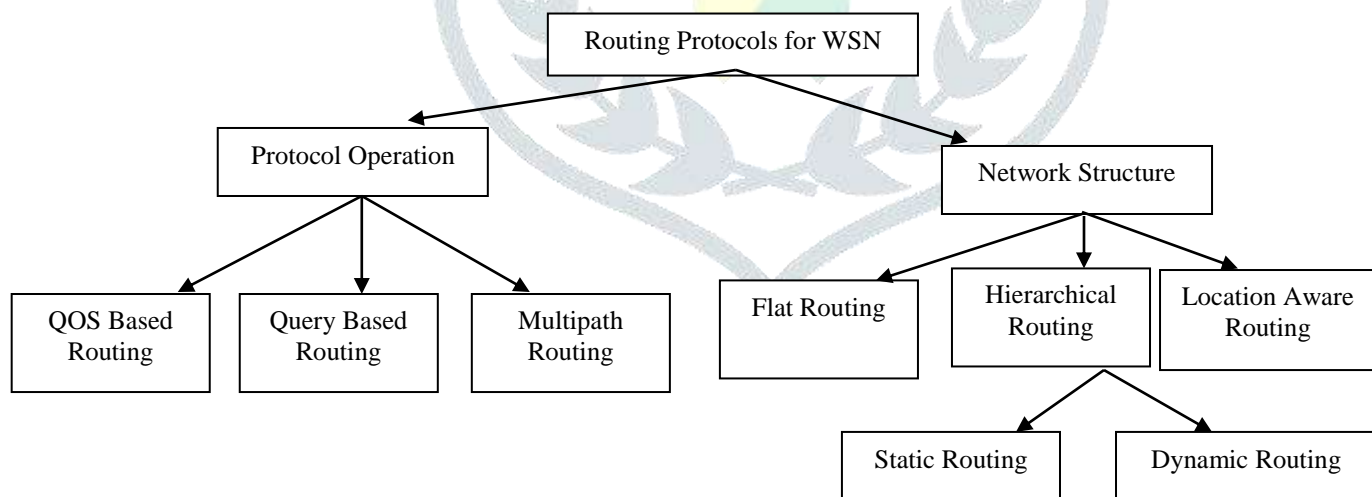 Routing Protocols for WSN
Protocol Operation
Network Structure
QOS Based
Routing
Query Based
Routing
Multipath
Routing
Flat Routing
Hierarchical
Routing
Location Aware
Routing
Static Routing
Dynamic Routing